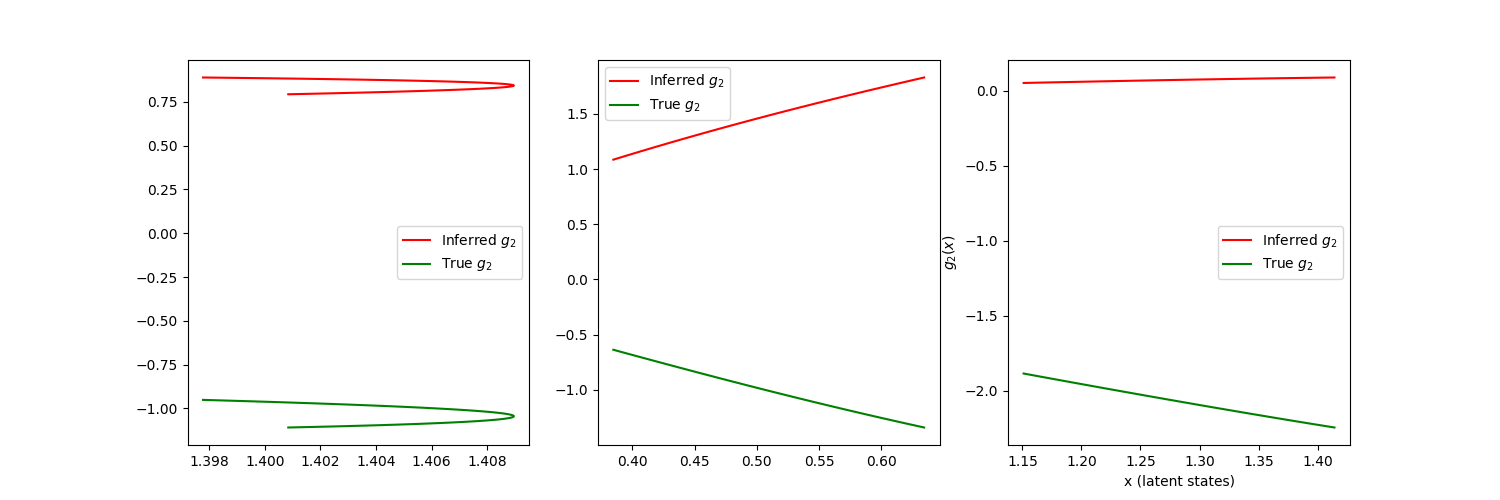 0.75
0.50
0.25
0.00
−0.25
−0.50
−0.75
−1.00
1.398 1.400 1.402 1.404 1.406 1.408
Inferred g₂
True g₂
1.5
1.0
0.5
0.0
−0.5
−1.0
0.40 0.45 0.50 0.55 0.60
Inferred g₂
True g₂
g₂(x)
0.0
−0.5
−1.0
−1.5
−2.0
1.15 1.20 1.25 1.30 1.35 1.40
x (latent states)
Inferred g₂
True g₂